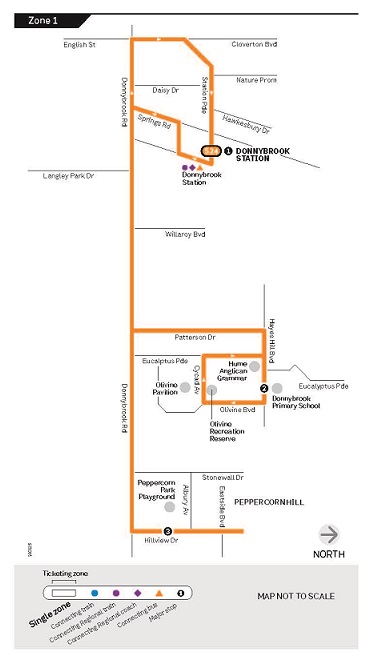 Zone 1
English St
Cloverton Bvd
Nature Prom
Daisy Dr
Donnybrook Rd
Station Pde
Springs Rd
Hawkesbury Dr
524
1 DONNYBROOK
STATION
Donnybrook
Station
Langley Park Dr
Willaroy Bvd
Patterson Dr
Hayes Hill Bvd
Eucalyptus Pde
Hume
Anglican
Grammar
Cycad Av
Olivine
Pavilion
2
Eucalyptus Pde
Donnybrook
Primary School
Olivine Bvd
Donnybrook Rd
Olivine
Recreation
Reserve
Stonewall Dr
Peppercorn
Park
Playground
Albury Av
Eastside Bvd
PEPPERCORNHILL
3
Hillview Dr
NORTH
Ticketing zone
Single zone
Connecting train
Connecting Regional train
Connecting Regional coach
Connecting bus
Major stop
MAP NOT TO SCALE